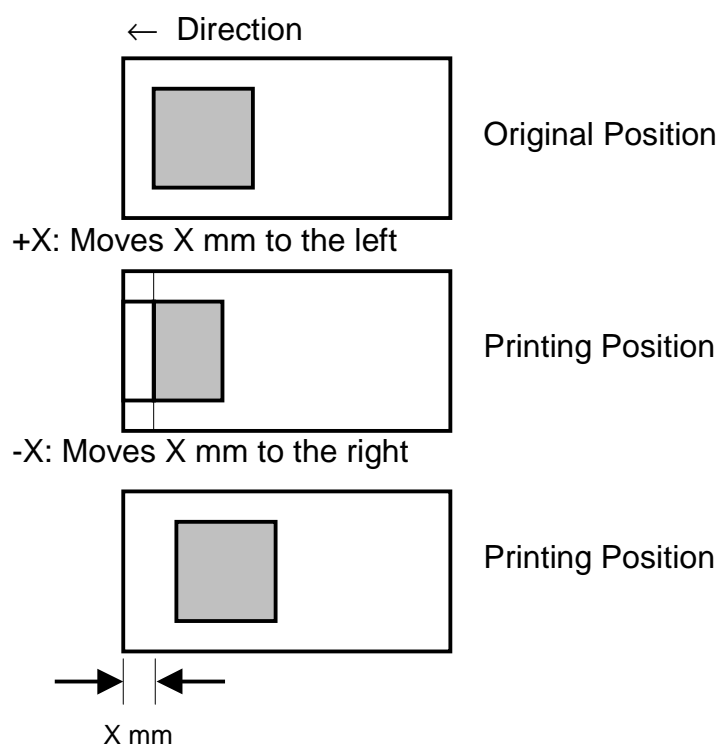 ← Direction
Original Position
+X: Moves X mm to the left
Printing Position
-X: Moves X mm to the right
Printing Position
X mm